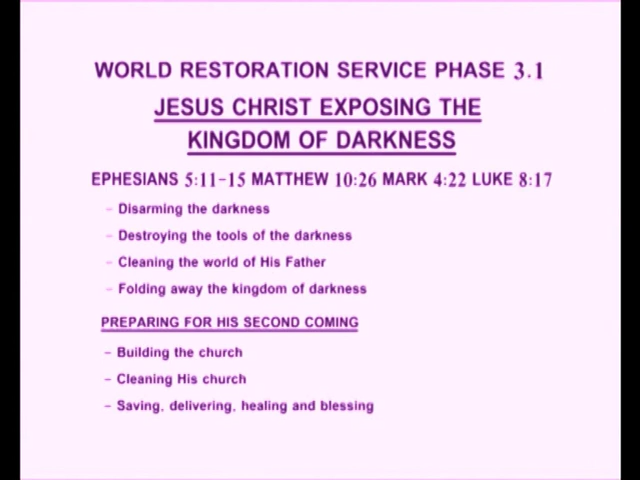 WORLD RESTORATION SERVICE PHASE 3.1
JESUS CHRIST EXPOSING THE
KINGDOM OF DARKNESS
EPHESIANS 5:11-15 MATTHEW 10:26 MARK 4:22 LUKE 8:17
– Disarming the darkness
– Destroying the tools of the darkness
– Cleaning the world of His Father
– Folding away the kingdom of darkness
PREPARING FOR HIS SECOND COMING
– Building the church
– Cleaning His church
– Saving, delivering, healing and blessing